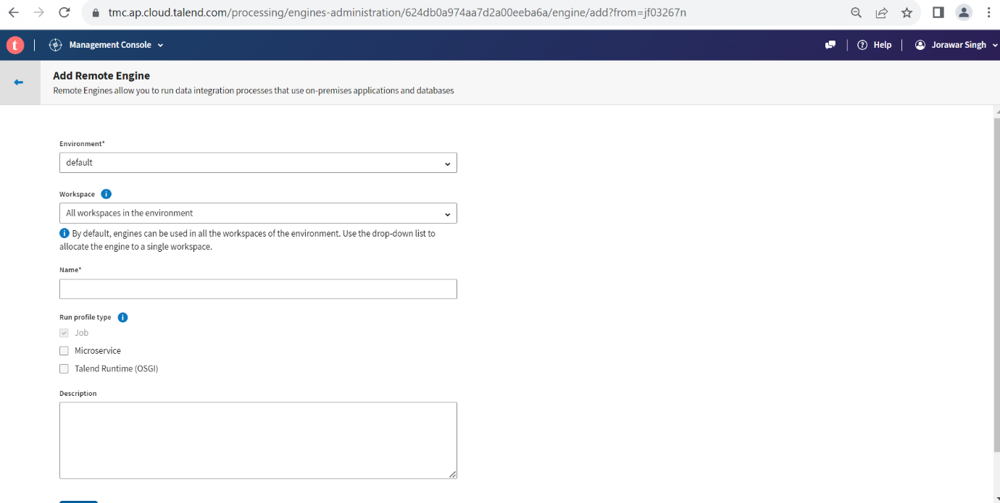 tmc.ap.cloud.talend.com/processing/engines-administration/624db0a974aa7d2a00eeba6a/engine/add?from=jf03267n
t | Management Console ? Help Jorawar Singh
Add Remote Engine
Remote Engines allow you to run data integration processes that use on-premises applications and databases
Environment*
default
Workspace i
All workspaces in the environment
i By default, engines can be used in all the workspaces of the environment. Use the drop-down list to
allocate the engine to a single workspace.
Name*
Run profile type i
Job
Microservice
Talend Runtime (OSGI)
Description